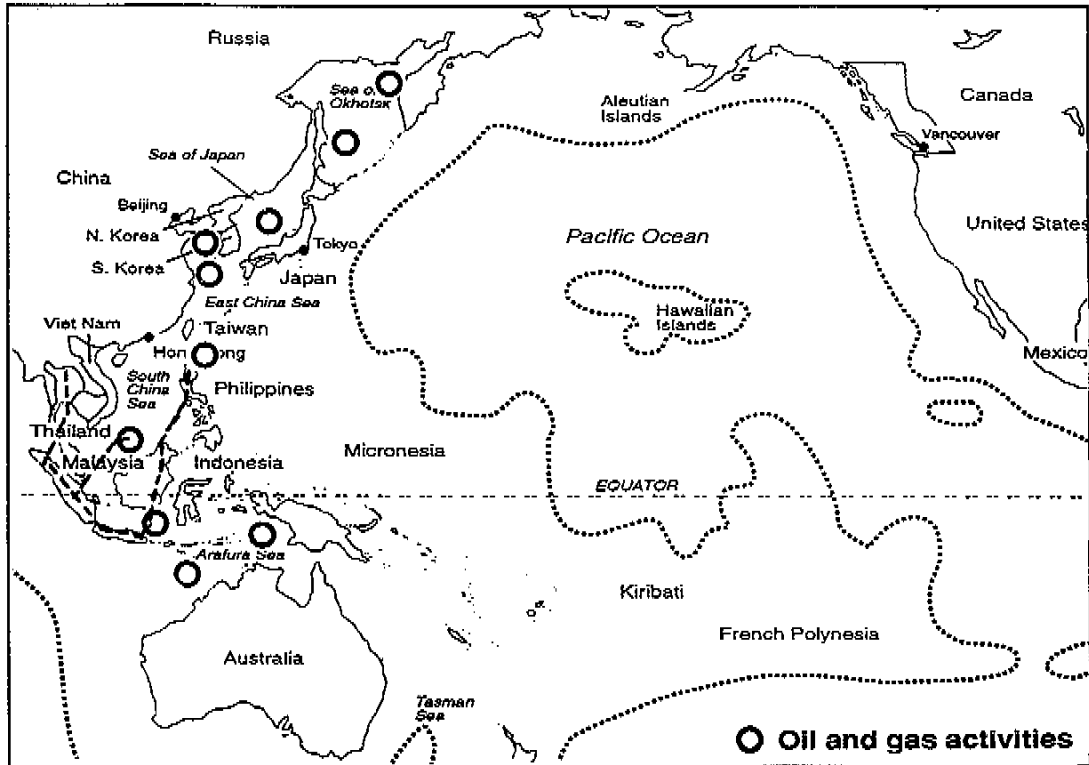 Russia
Sea o
Okhotsk
Aleutian
Islands
Canada
Vancouver
Sea of Japan
China
Beijing
N. Korea
S. Korea
Tokyo
Japan
United States
Pacific Ocean
East China Sea
Hawaiian
Islands
Viet Nam
Taiwan
Hon ong
Mexico
South
China
Sea
Philippines
Thailand
Malaysia
Indonesia
Micronesia
EQUATOR
Arafura Sea
Kiribati
French Polynesia
Australia
Tasman
Sea
Oil and gas activities